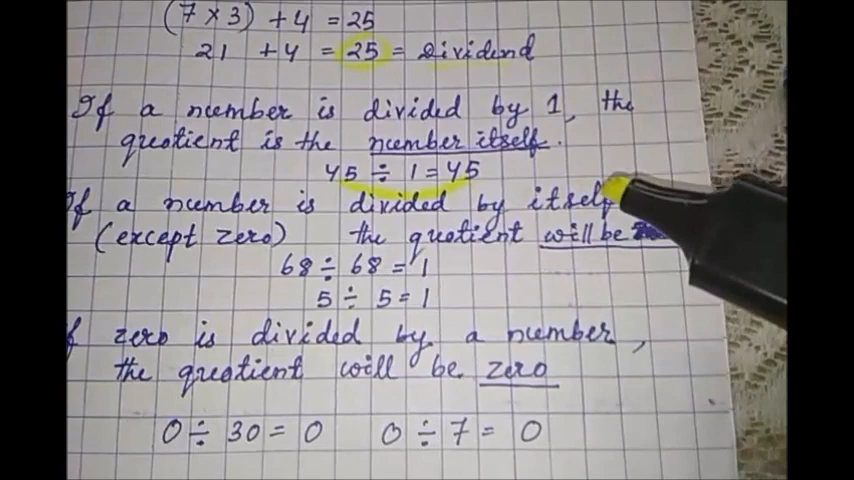 (7 × 3) + 4 = 25
21 + 4 = 25 = Dividend
If a number is divided by 1, the
quotient is the number itself.
45 ÷ 1 = 45
If a number is divided by itself
(except zero) the quotient will be
68 ÷ 68 = 1
5 ÷ 5 = 1
f zero is divided by a number,
the quotient will be zero
0 ÷ 30 = 0 0 ÷ 7 = 0